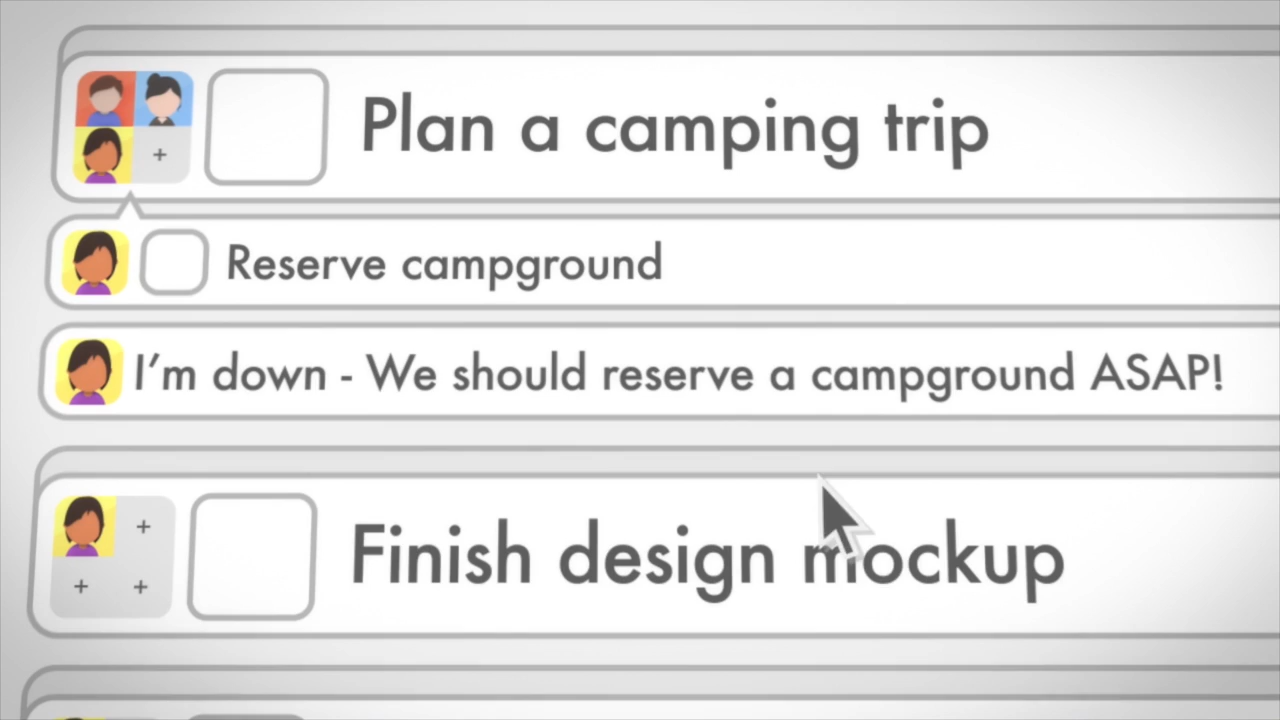 Plan a camping trip
Reserve campground
I’m down - We should reserve a campground ASAP!
Finish design mockup